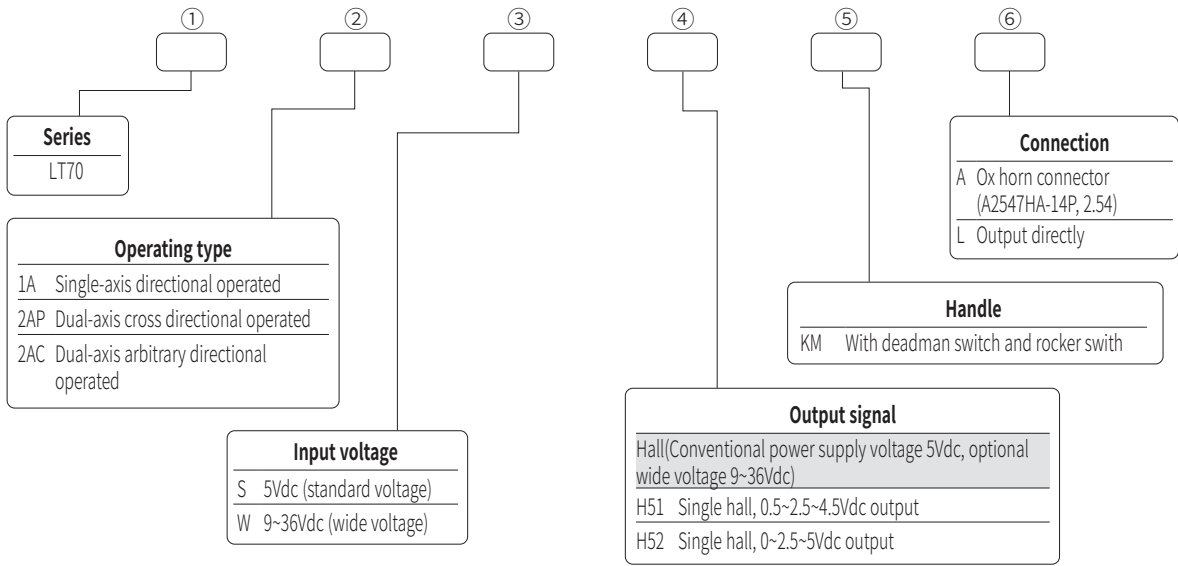 ① ② ③ ④ ⑤ ⑥
Series
LT70
Operating type
1A Single-axis directional operated
2AP Dual-axis cross directional operated
2AC Dual-axis arbitrary directional
operated
Input voltage
S 5Vdc (standard voltage)
W 9~36Vdc (wide voltage)
Output signal
Hall(Conventional power supply voltage 5Vdc, optional
wide voltage 9~36Vdc)
H51 Single hall, 0.5~2.5~4.5Vdc output
H52 Single hall, 0~2.5~5Vdc output
Handle
KM With deadman switch and rocker swith
Connection
A Ox horn connector
(A2547HA-14P, 2.54)
L Output directly